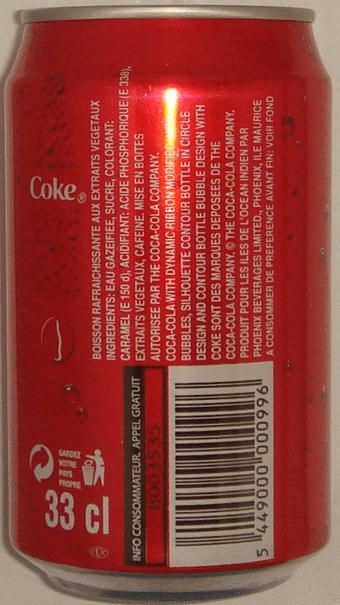 Coke®
BOISSON RAFRAICHISSANTE AUX EXTRAITS VEGETAUX
INGREDIENTS: EAU GAZEIFIEE, SUCRE, COLORANT:
CARAMEL (E 150 d), ACIDIFIANT: ACIDE PHOSPHORIQUE (E 338),
EXTRAITS VEGETAUX, CAFEINE. MISE EN BOITES
AUTORISEE PAR THE COCA-COLA COMPANY.
COCA-COLA WITH DYNAMIC RIBBON MODIFIED
BUBBLES, SILHOUETTE CONTOUR BOTTLE IN CIRCLE
DESIGN AND CONTOUR BOTTLE BUBBLE DESIGN WITH
COKE SONT DES MARQUES DEPOSEES DE THE
COCA-COLA COMPANY. © THE COCA-COLA COMPANY.
PRODUIT POUR LES ILES DE L'OCEAN INDIEN PAR
PHOENIX BEVERAGES LIMITED, PHOENIX, ILE MAURICE
A CONSOMMER DE PREFERENCE AVANT FIN: VOIR FOND
GARDEZ
VOTRE
PAYS
PROPRE
33 cl
INFO CONSOMMATEUR, APPEL GRATUIT
8003535
5 449000 000996